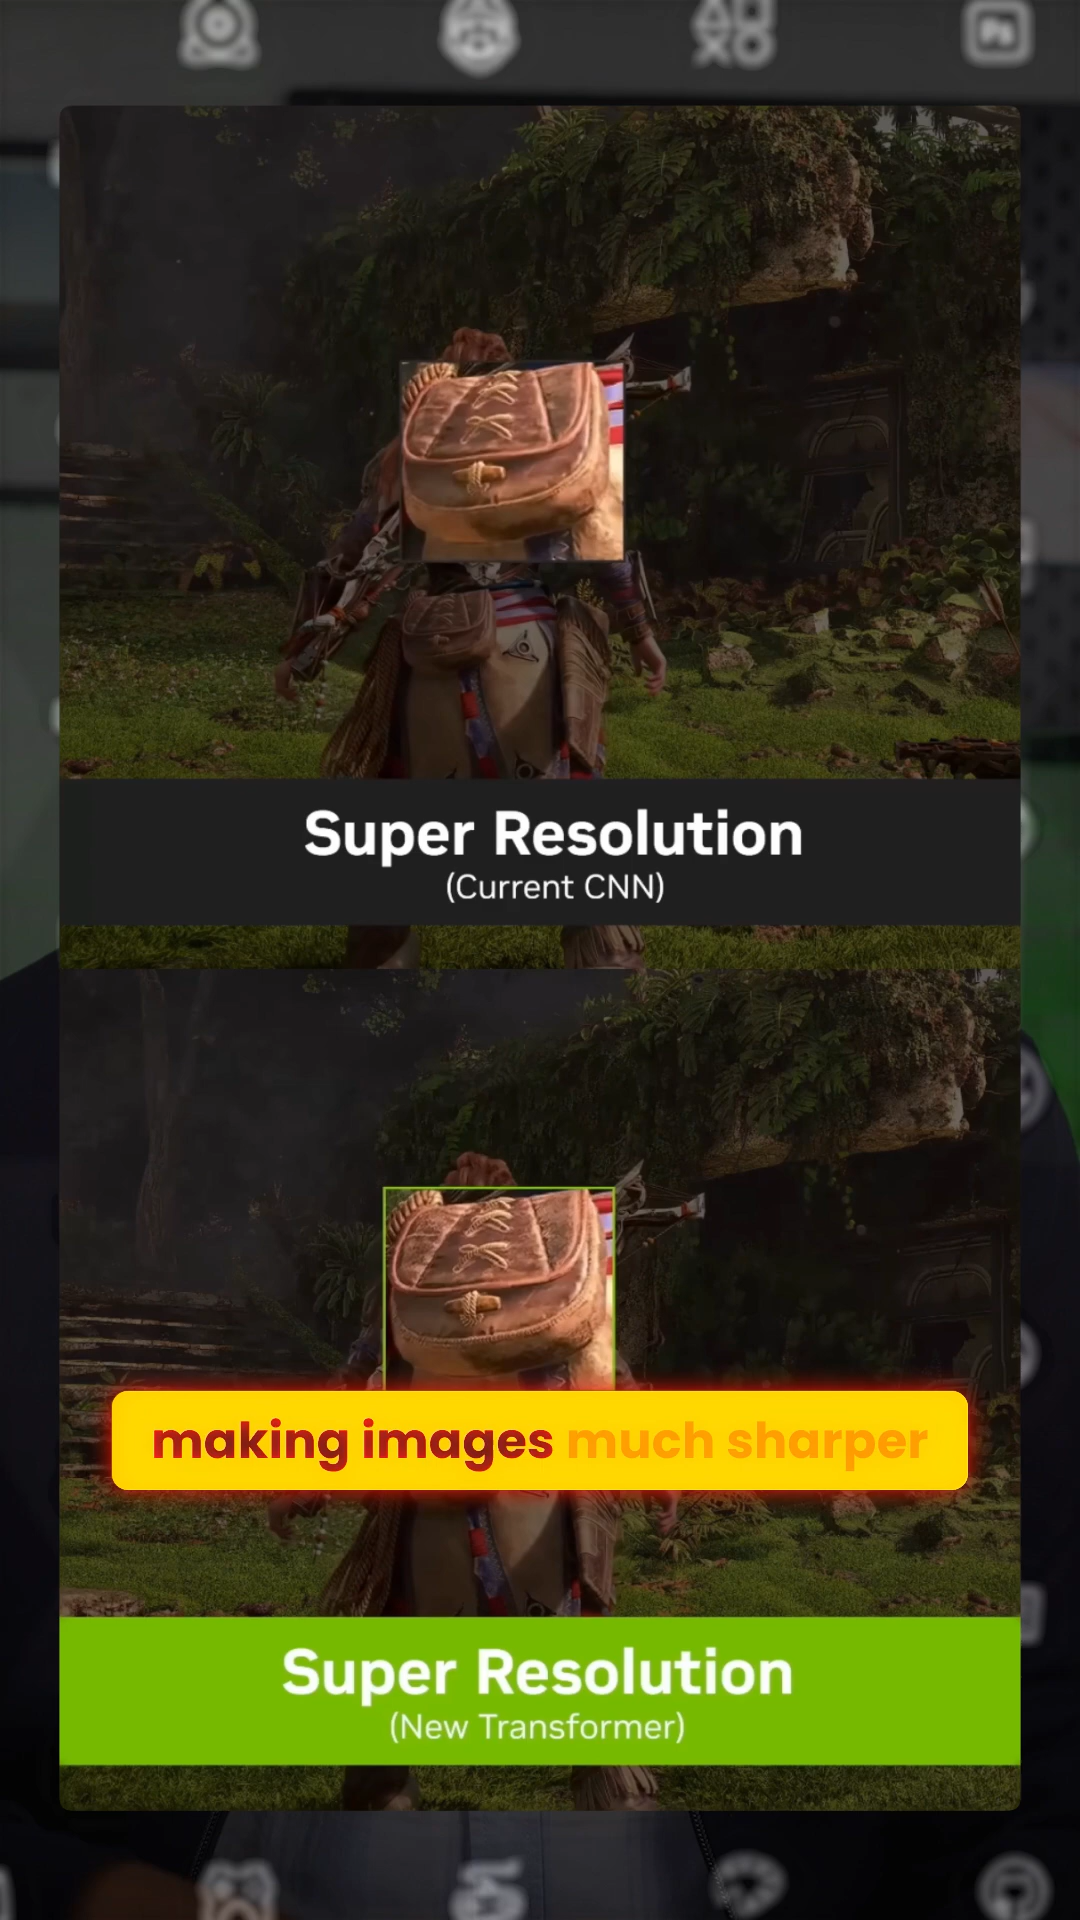 Super Resolution
(Current CNN)
making images much sharper
Super Resolution
(New Transformer)